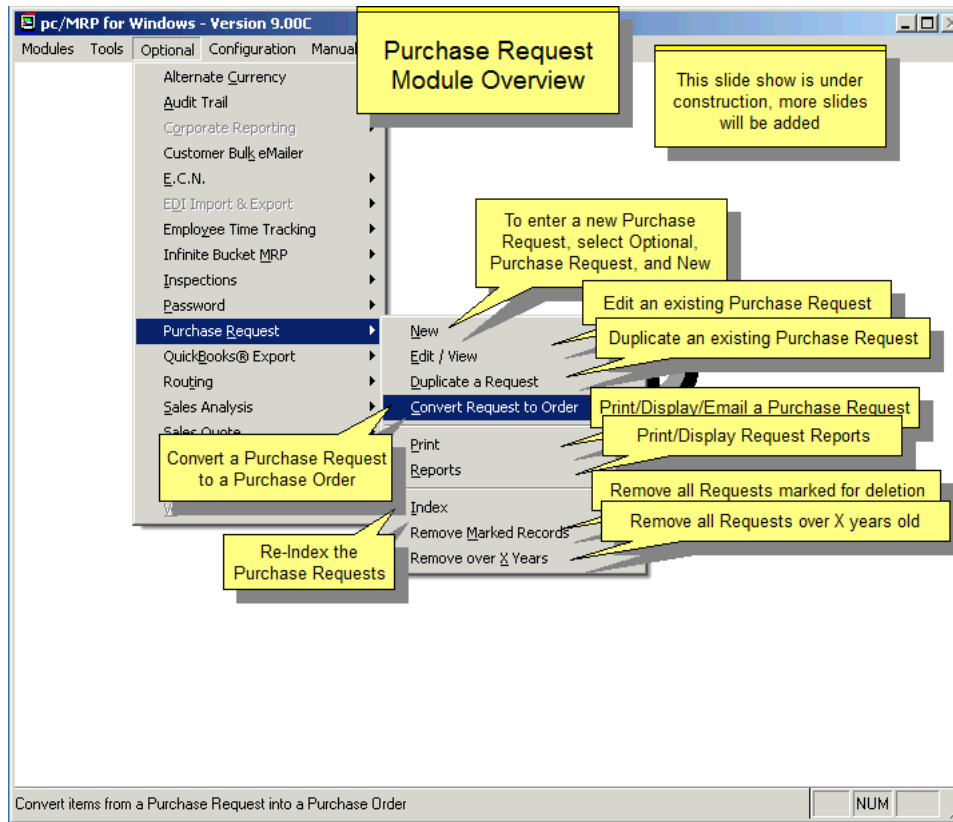 pc/MRP for Windows - Version 9.00C
Modules Tools Optional Configuration Manual
Purchase Request
Module Overview
This slide show is under
construction, more slides
will be added
Alternate Currency
Audit Trail
Corporate Reporting
Customer Bulk eMailer
E.C.N.
EDI Import & Export
Employee Time Tracking
Infinite Bucket MRP
Inspections
Password
Purchase Request
QuickBooks® Export
Routing
Sales Analysis
Sales Quote
To enter a new Purchase
Request, select Optional,
Purchase Request, and New
New
Edit / View
Duplicate a Request
Convert Request to Order
Print
Reports
Index
Remove Marked Records
Remove over X Years
Edit an existing Purchase Request
Duplicate an existing Purchase Request
Print/Display/Email a Purchase Request
Print/Display Request Reports
Remove all Requests marked for deletion
Remove all Requests over X years old
Convert a Purchase Request
to a Purchase Order
Re-Index the
Purchase Requests
Convert items from a Purchase Request into a Purchase Order
NUM